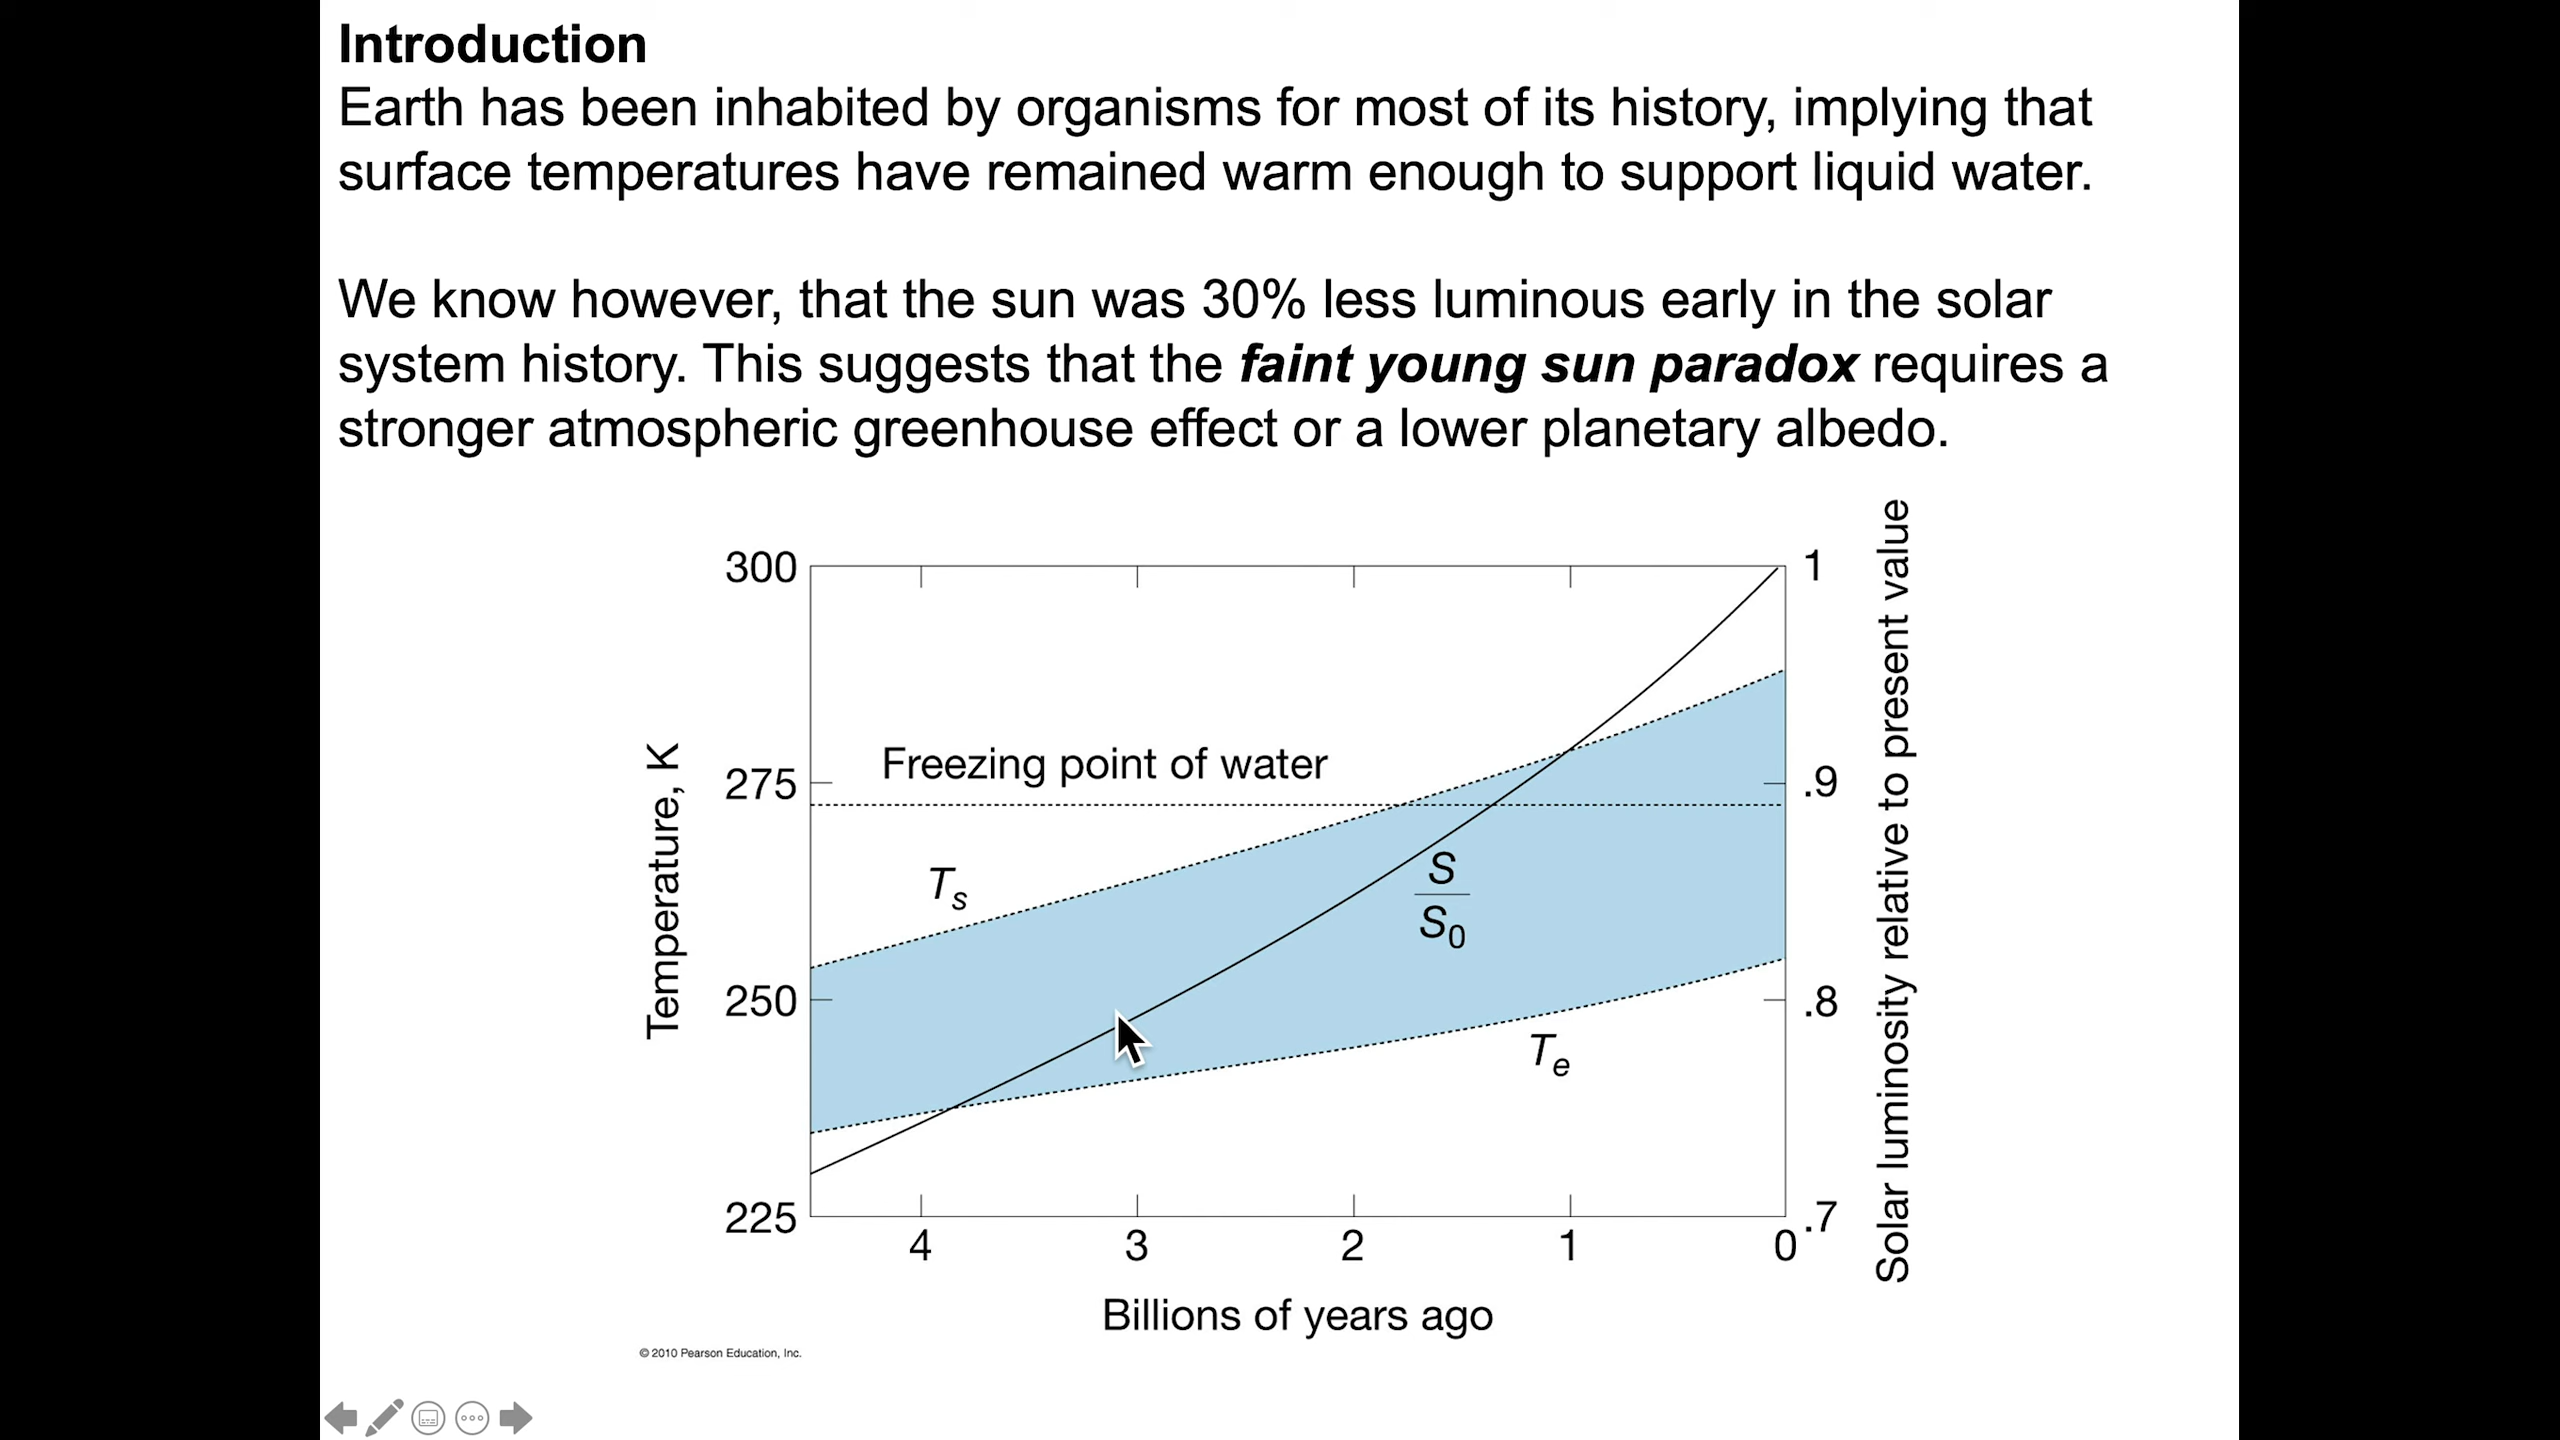 Introduction
Earth has been inhabited by organisms for most of its history, implying that
surface temperatures have remained warm enough to support liquid water.
We know however, that the sun was 30% less luminous early in the solar
system history. This suggests that the faint young sun paradox requires a
stronger atmospheric greenhouse effect or a lower planetary albedo.
300
275
250
225
Temperature, K
Freezing point of water
Ts
S
S0
Te
1
.9
.8
.7
Solar luminosity relative to present value
4 3 2 1 0
Billions of years ago
© 2010 Pearson Education, Inc.